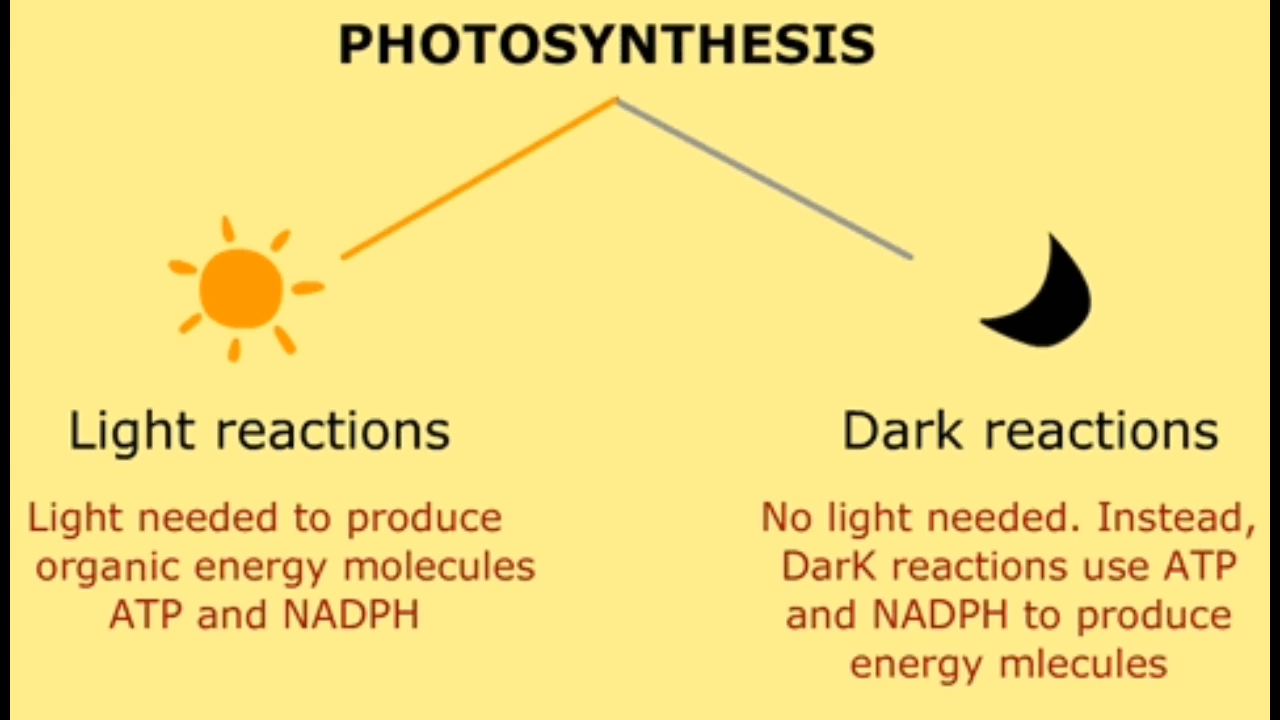 PHOTOSYNTHESIS
Light reactions
Light needed to produce
organic energy molecules
ATP and NADPH
Dark reactions
No light needed. Instead,
DarK reactions use ATP
and NADPH to produce
energy mlecules